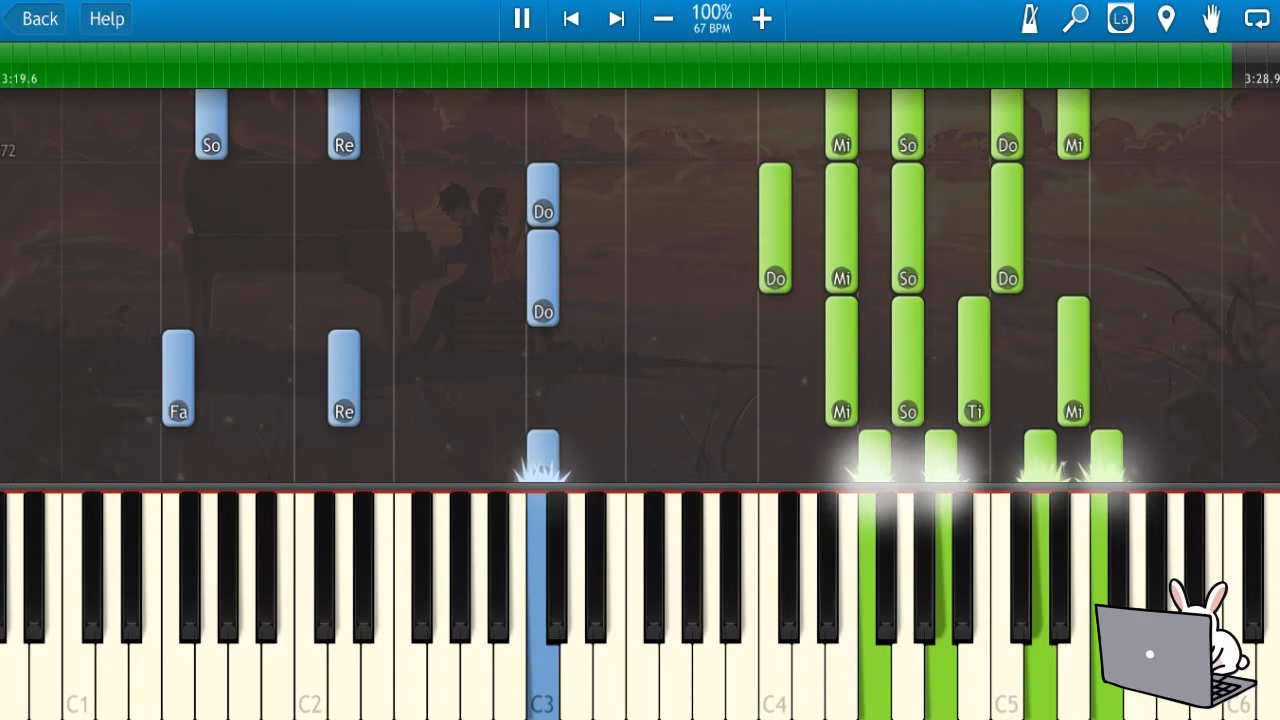 Back Help 100% La
67 BPM
3:19.6 3:28.9
So Re Mi So Do Mi
72
Do
Do Mi So Do
Do
Fa Re Mi So Ti Mi
C1 C2 C3 C4 C5 C6